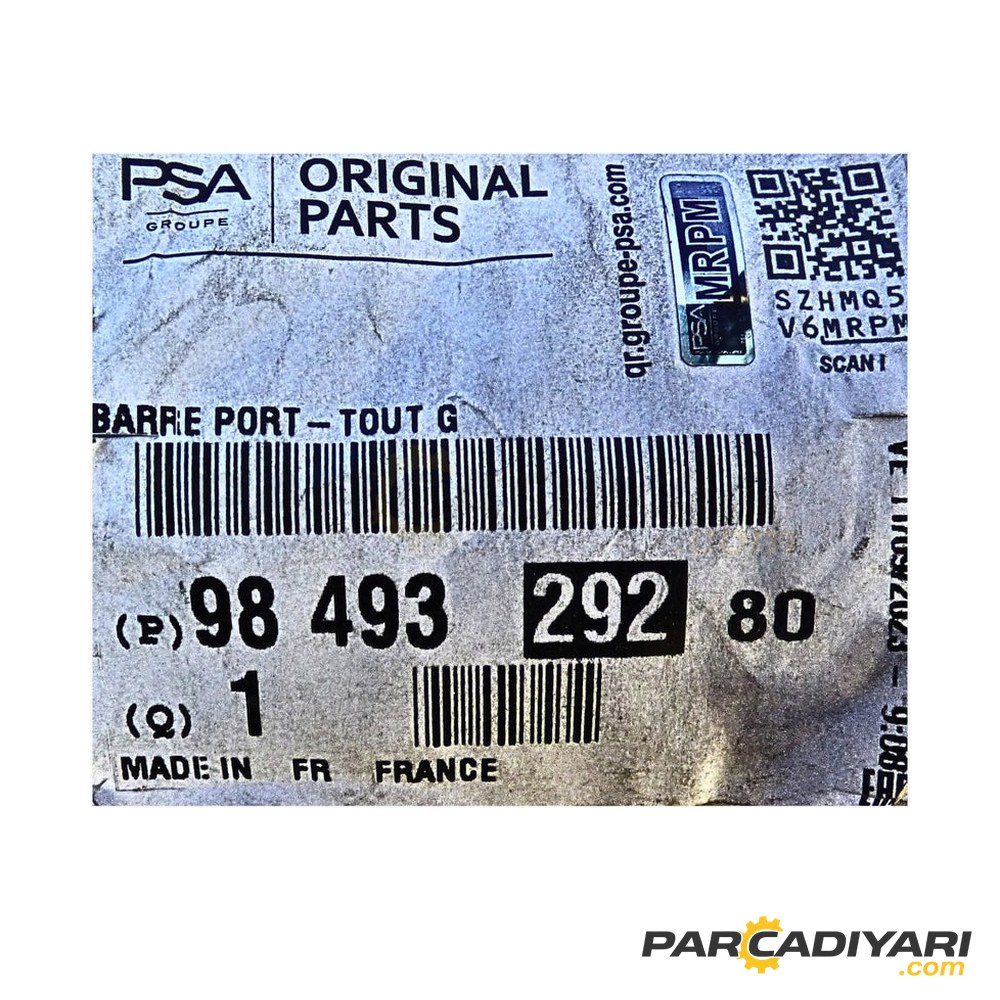 PSA
GROUPE
ORIGINAL
PARTS
qr.groupe-psa.com
MRPM
PSA
GROUPE
SZHMQ5
V6MRPM
SCAN
BARRE PORT-TOUT G
(P) 98 493 292 80
(Q) 1
MADE IN FR FRANCE
PARCADIYARI
.com